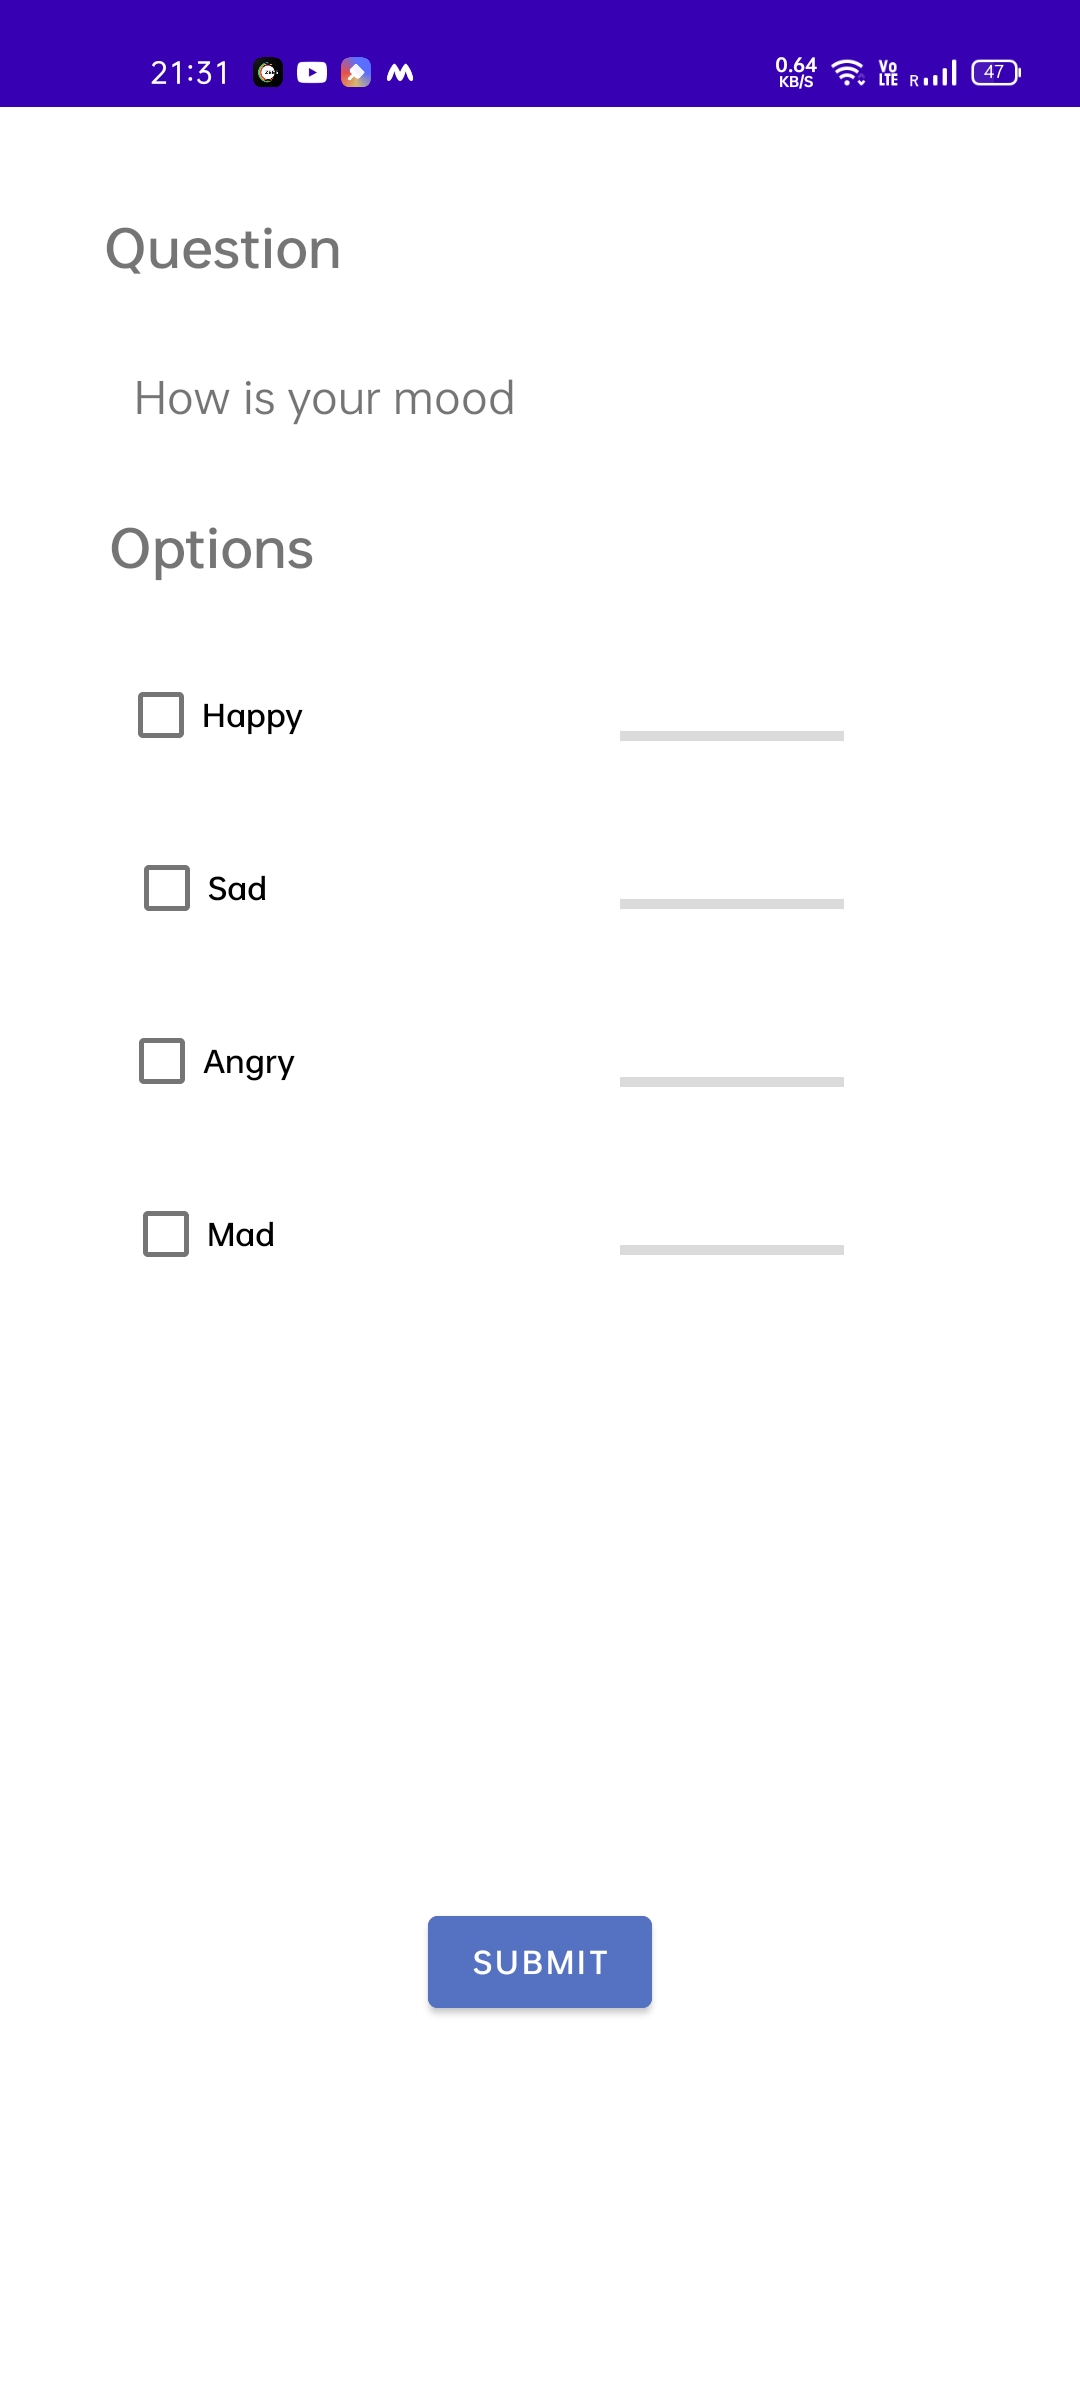 21:31 0.64 KB/S Vo LTE R 47
Question
How is your mood
Options
Happy
Sad
Angry
Mad
SUBMIT